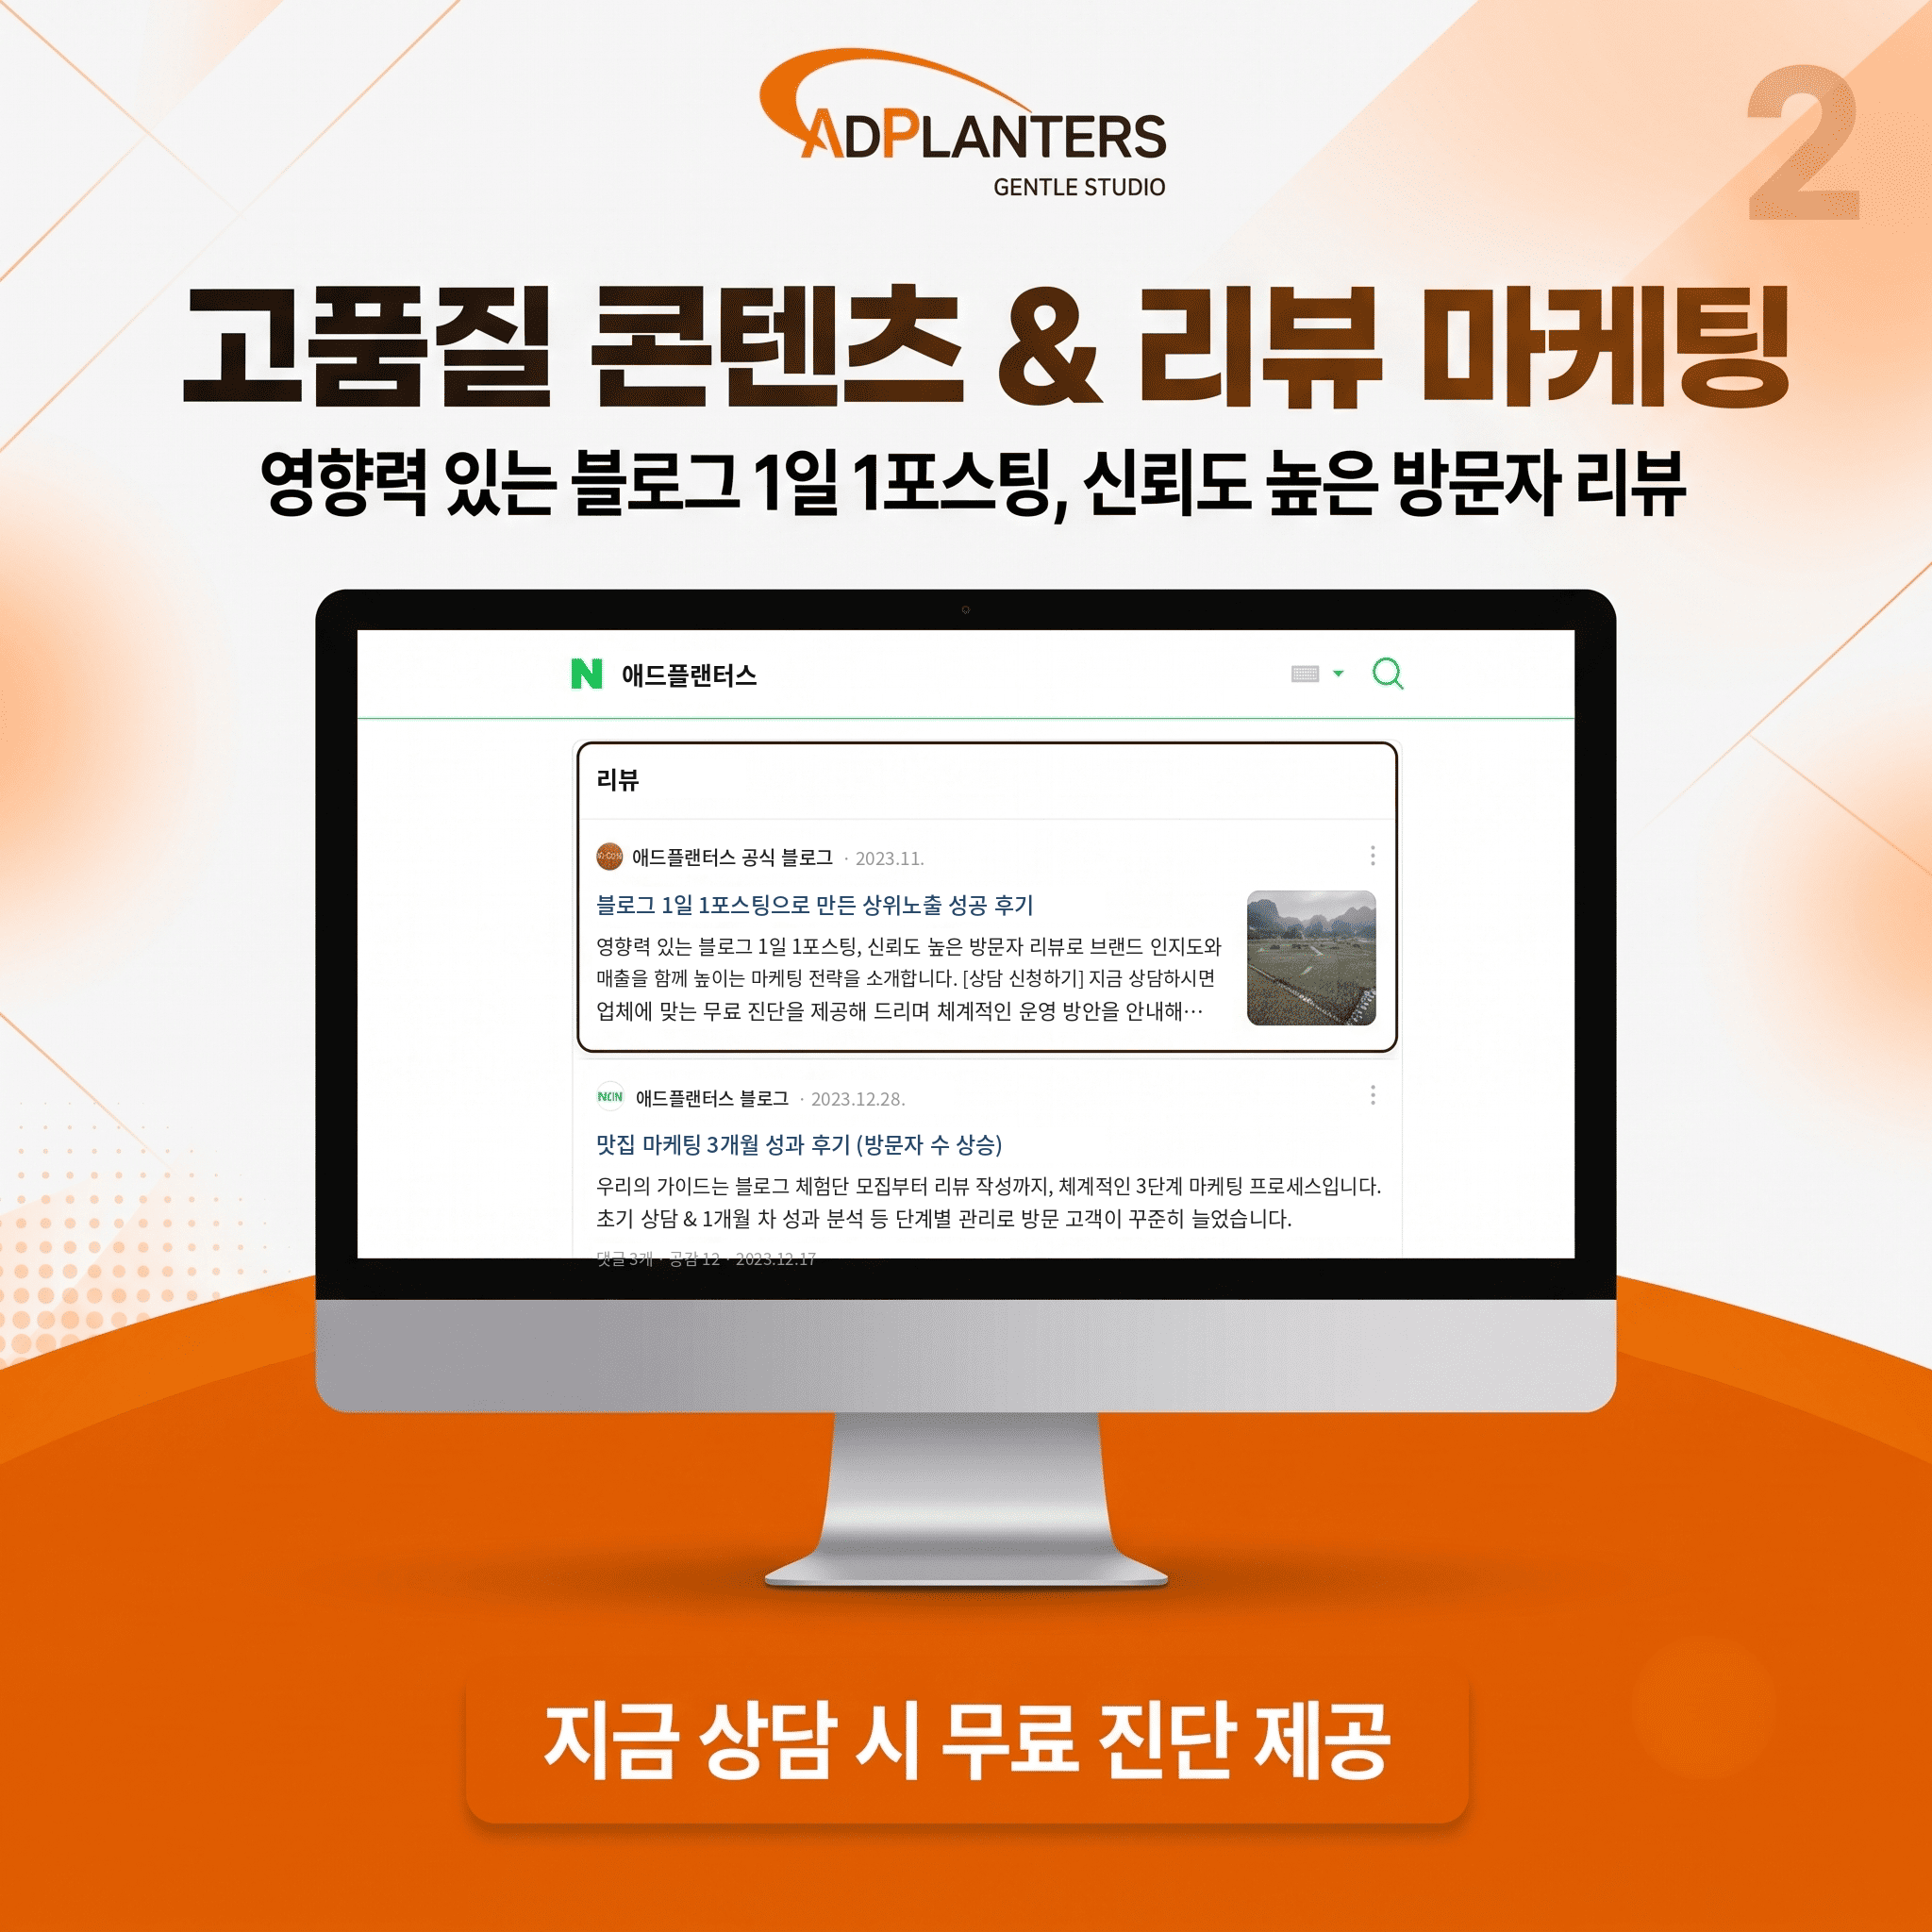 ADPLANTERS
GENTLE STUDIO
2
고품질 콘텐츠 & 리뷰 마케팅
영향력 있는 블로그 1일 1포스팅, 신뢰도 높은 방문자 리뷰
N 애드플랜터스
리뷰
애드플랜터스 공식 블로그 · 2023.11.
블로그 1일 1포스팅으로 만든 상위노출 성공 후기
영향력 있는 블로그 1일 1포스팅, 신뢰도 높은 방문자 리뷰로 브랜드 인지도와
매출을 함께 높이는 마케팅 전략을 소개합니다. [상담 신청하기] 지금 상담하시면
업체에 맞는 무료 진단을 제공해 드리며 체계적인 운영 방안을 안내해…
애드플랜터스 블로그 · 2023.12.28.
맛집 마케팅 3개월 성과 후기 (방문자 수 상승)
우리의 가이드는 블로그 체험단 모집부터 리뷰 작성까지, 체계적인 3단계 마케팅 프로세스입니다.
초기 상담 & 1개월 차 성과 분석 등 단계별 관리로 방문 고객이 꾸준히 늘었습니다.
댓글 3개 · 공감 12 · 2023.12.17
지금 상담 시 무료 진단 제공